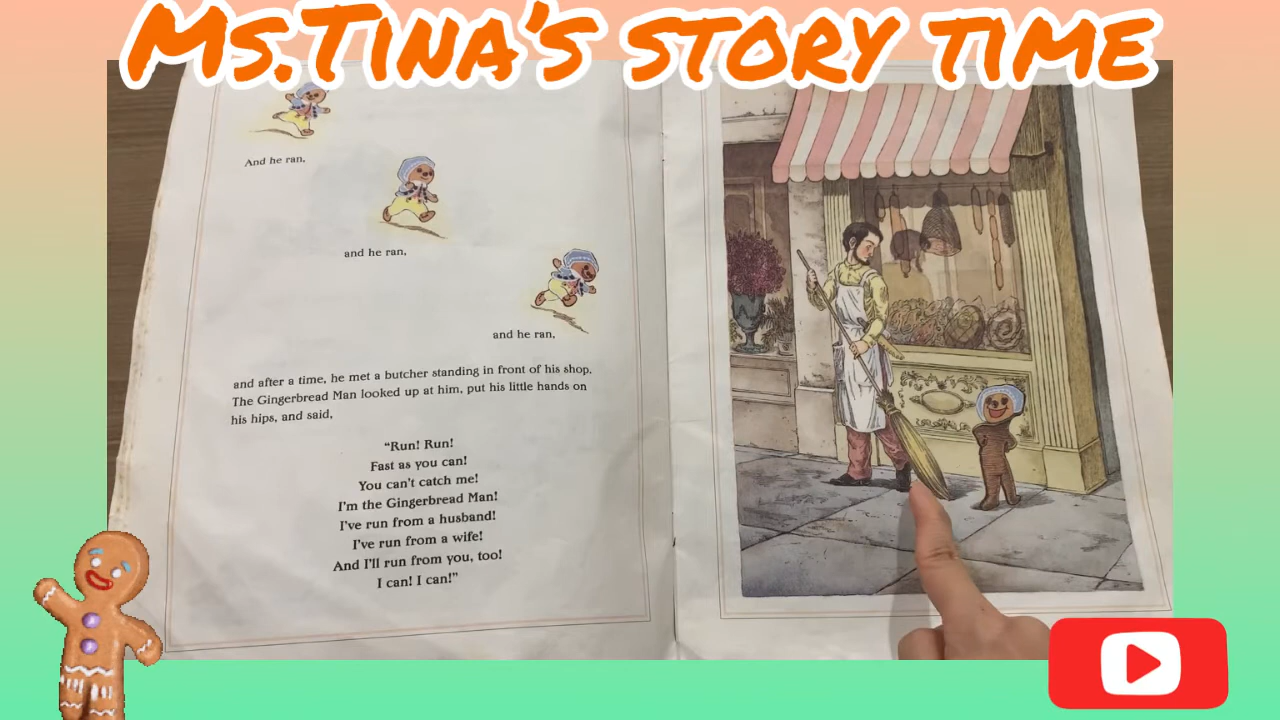 Ms.Tina's story time
And he ran,
and he ran,
and he ran,
and after a time, he met a butcher standing in front of his shop.
The Gingerbread Man looked up at him, put his little hands on
his hips, and said,
"Run! Run!
Fast as you can!
You can't catch me!
I'm the Gingerbread Man!
I've run from a husband!
I've run from a wife!
And I'll run from you, too!
I can! I can!"